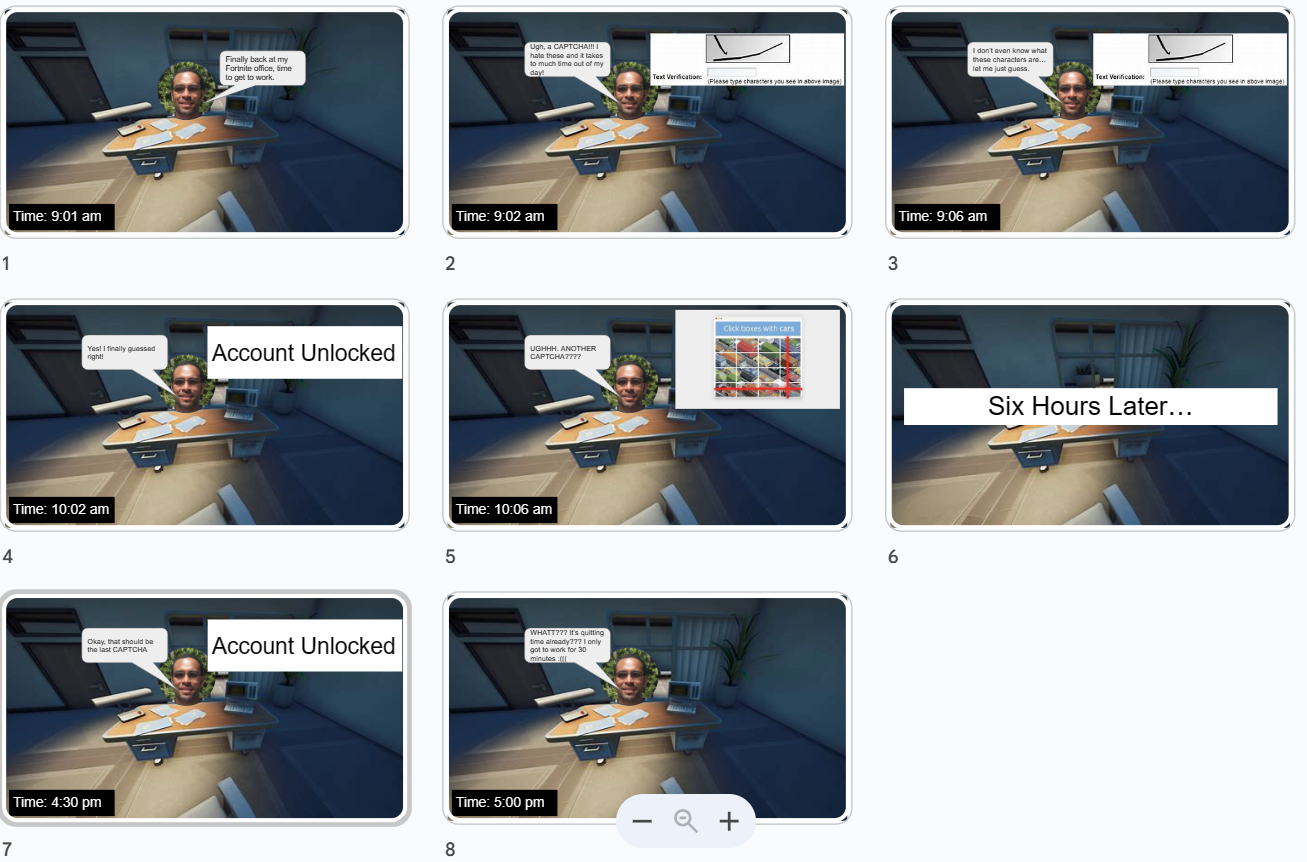 Finally back at my
Fortnite office, time
to get to work.
Time: 9:01 am
1
Ugh, a CAPTCHA!!! I
hate these and it takes
to much time out of my
day!
Text Verification:
(Please type characters you see in above image)
Time: 9:02 am
2
I don't even know what
these characters are…
let me just guess.
Text Verification:
(Please type characters you see in above image)
Time: 9:06 am
3
Yes! I finally guessed
right!
Account Unlocked
Time: 10:02 am
4
UGHHH. ANOTHER
CAPTCHA????
Click boxes with cars
Time: 10:06 am
5
Six Hours Later…
6
Okay, that should be
the last CAPTCHA
Account Unlocked
Time: 4:30 pm
7
WHATT??? It's quitting
time already??? I only
got to work for 30
minutes :(((
Time: 5:00 pm
8